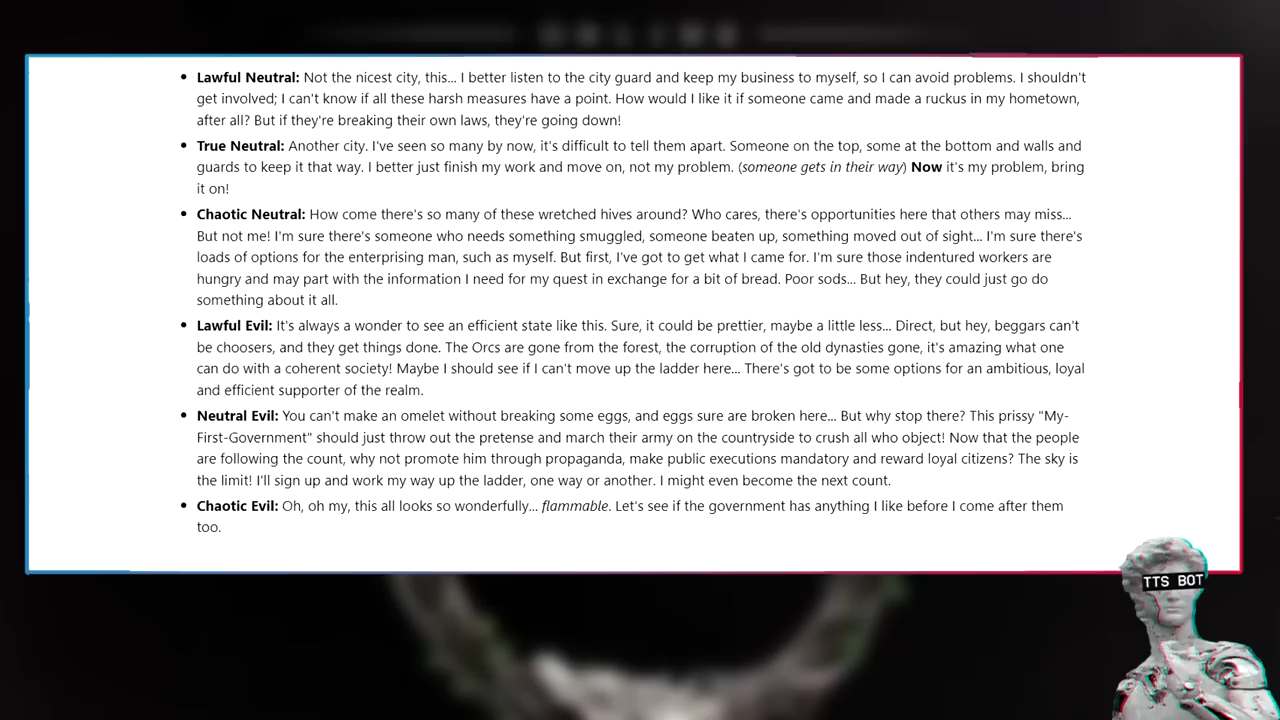 • Lawful Neutral: Not the nicest city, this... I better listen to the city guard and keep my business to myself, so I can avoid problems. I shouldn't
get involved; I can't know if all these harsh measures have a point. How would I like it if someone came and made a ruckus in my hometown,
after all? But if they're breaking their own laws, they're going down!
• True Neutral: Another city. I've seen so many by now, it's difficult to tell them apart. Someone on the top, some at the bottom and walls and
guards to keep it that way. I better just finish my work and move on, not my problem. (someone gets in their way) Now it's my problem, bring
it on!
• Chaotic Neutral: How come there's so many of these wretched hives around? Who cares, there's opportunities here that others may miss...
But not me! I'm sure there's someone who needs something smuggled, someone beaten up, something moved out of sight... I'm sure there's
loads of options for the enterprising man, such as myself. But first, I've got to get what I came for. I'm sure those indentured workers are
hungry and may part with the information I need for my quest in exchange for a bit of bread. Poor sods... But hey, they could just go do
something about it all.
• Lawful Evil: It's always a wonder to see an efficient state like this. Sure, it could be prettier, maybe a little less... Direct, but hey, beggars can't
be choosers, and they get things done. The Orcs are gone from the forest, the corruption of the old dynasties gone, it's amazing what one
can do with a coherent society! Maybe I should see if I can't move up the ladder here... There's got to be some options for an ambitious, loyal
and efficient supporter of the realm.
• Neutral Evil: You can't make an omelet without breaking some eggs, and eggs sure are broken here... But why stop there? This prissy "My-
First-Government" should just throw out the pretense and march their army on the countryside to crush all who object! Now that the people
are following the count, why not promote him through propaganda, make public executions mandatory and reward loyal citizens? The sky is
the limit! I'll sign up and work my way up the ladder, one way or another. I might even become the next count.
• Chaotic Evil: Oh, oh my, this all looks so wonderfully... flammable. Let's see if the government has anything I like before I come after them
too.
TTS BOT